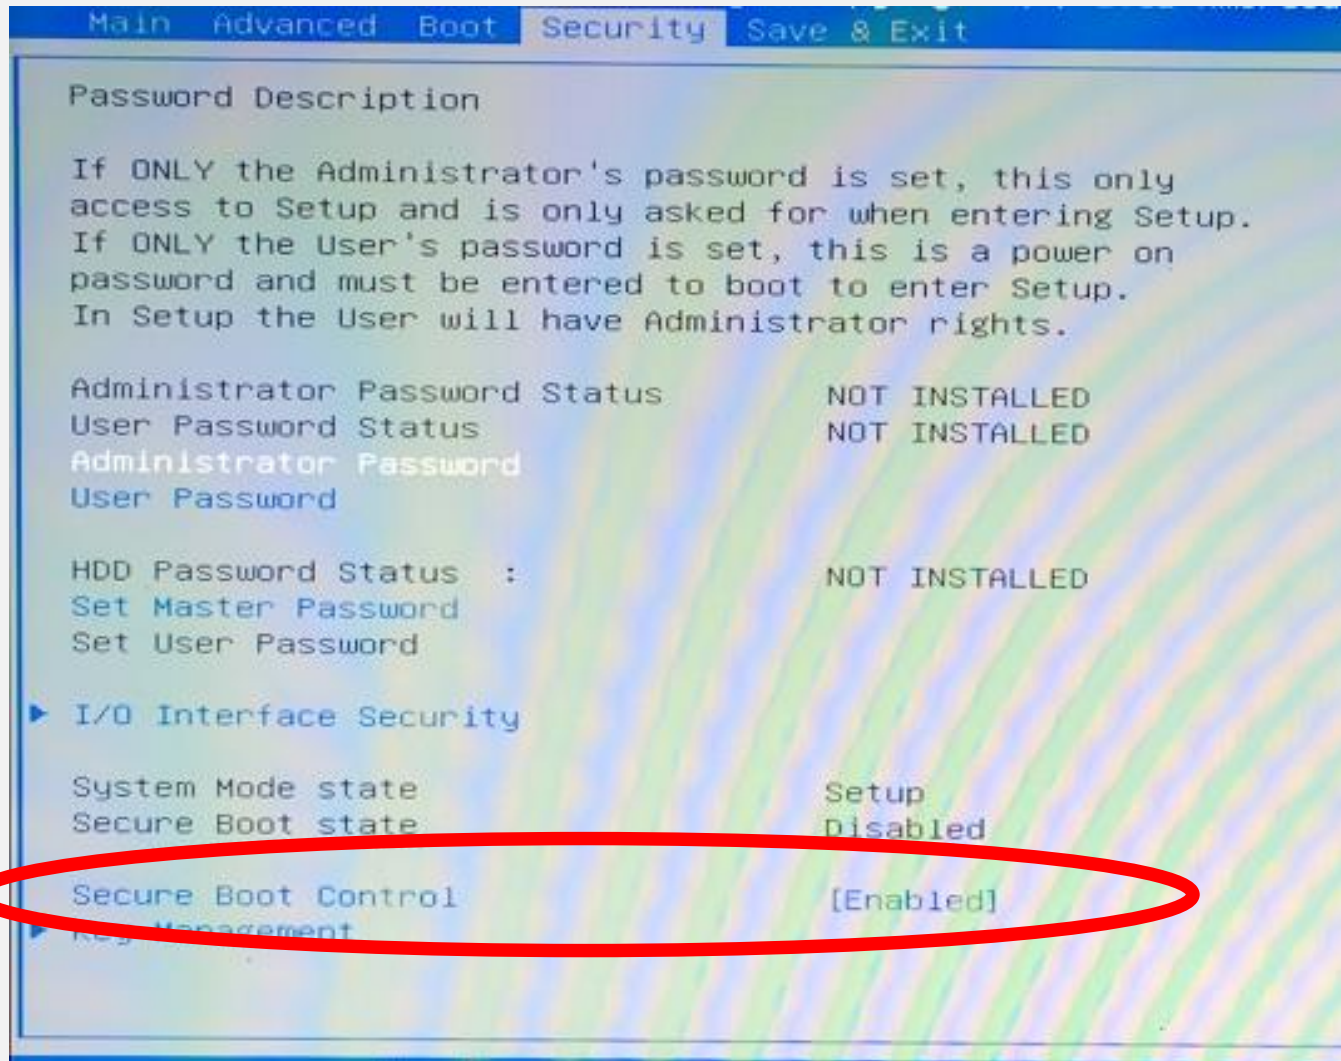 Main Advanced Boot Security Save & Exit
Password Description
If ONLY the Administrator's password is set, this only
access to Setup and is only asked for when entering Setup.
If ONLY the User's password is set, this is a power on
password and must be entered to boot to enter Setup.
In Setup the User will have Administrator rights.
Administrator Password Status NOT INSTALLED
User Password Status NOT INSTALLED
Administrator Password
User Password
HDD Password Status : NOT INSTALLED
Set Master Password
Set User Password
I/O Interface Security
System Mode state Setup
Secure Boot state Disabled
Secure Boot Control [Enabled]
Key Management